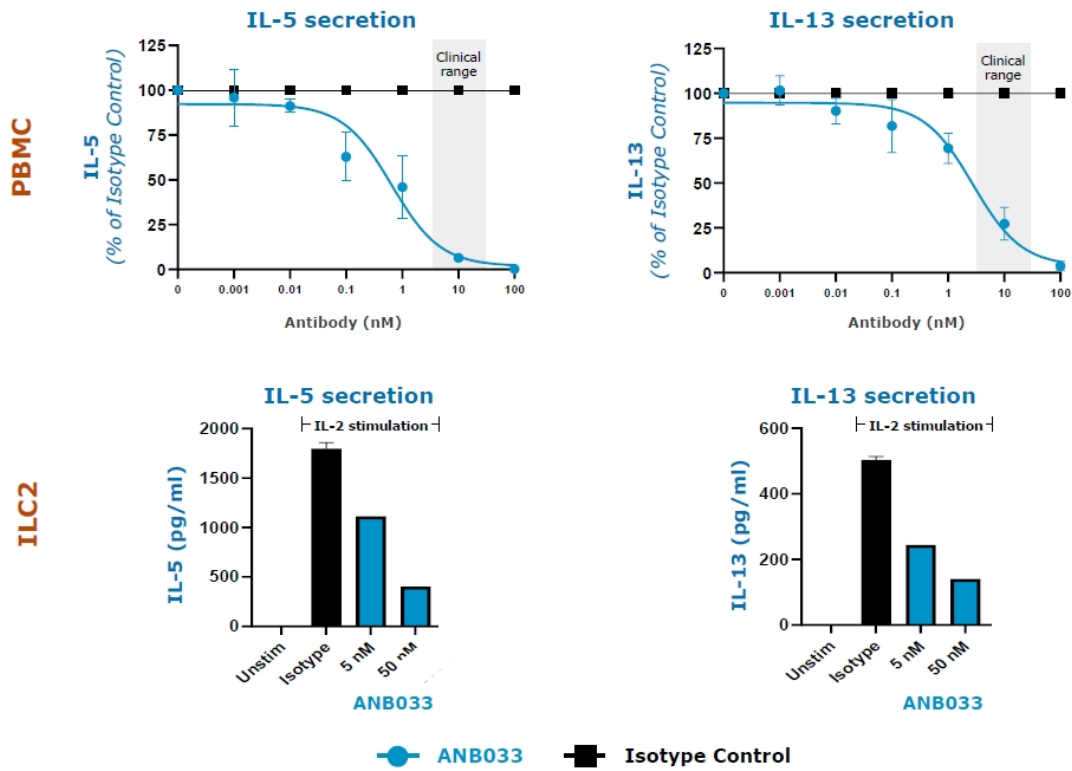 IL-5 secretion
125
100
75
50
25
0
IL-5
(% of Isotype Control)
Clinical
range
0 0.001 0.01 0.1 1 10 100
Antibody (nM)
IL-13 secretion
125
100
75
50
25
0
IL-13
(% of Isotype Control)
Clinical
range
0 0.001 0.01 0.1 1 10 100
Antibody (nM)
PBMC
IL-5 secretion
IL-2 stimulation
2000
1500
1000
500
0
IL-5 (pg/ml)
Unstim Isotype 5 nM 50 nM
ANB033
IL-13 secretion
IL-2 stimulation
600
400
200
0
IL-13 (pg/ml)
Unstim Isotype 5 nM 50 nM
ANB033
ILC2
ANB033 Isotype Control